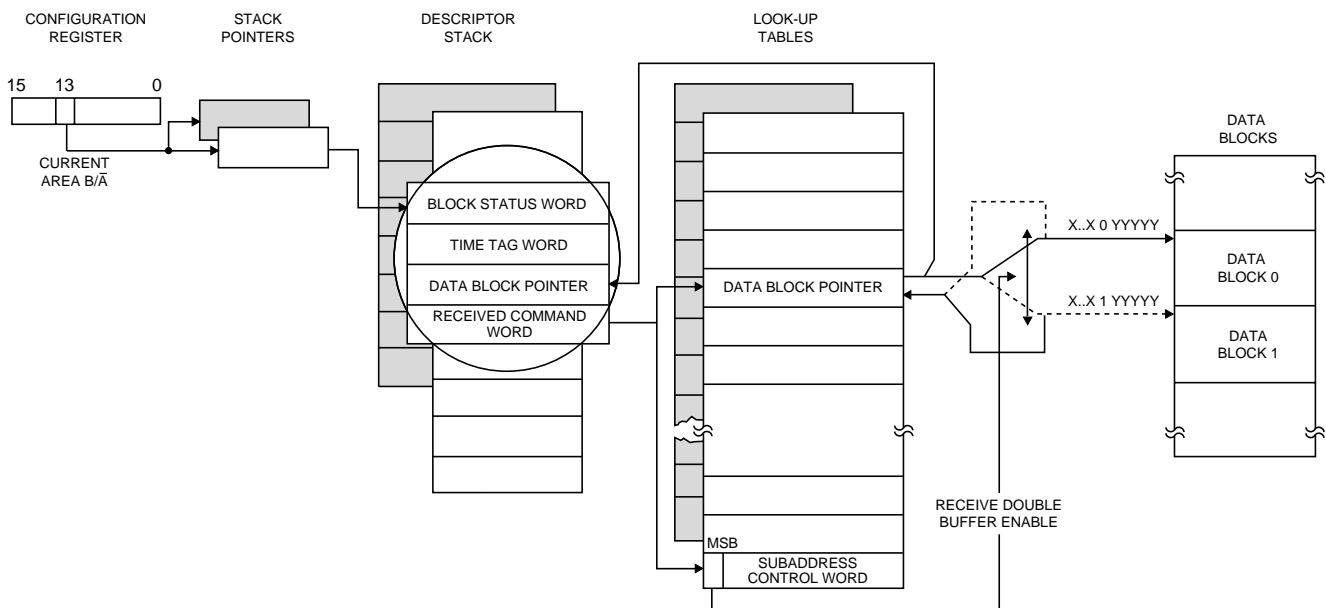 CONFIGURATION
REGISTER
STACK
POINTERS
DESCRIPTOR
STACK
LOOK-UP
TABLES
15 13 0
CURRENT
AREA B/A̅
BLOCK STATUS WORD
TIME TAG WORD
DATA BLOCK POINTER
RECEIVED COMMAND
WORD
DATA BLOCK POINTER
MSB
SUBADDRESS
CONTROL WORD
X..X 0 YYYYY
X..X 1 YYYYY
RECEIVE DOUBLE
BUFFER ENABLE
DATA
BLOCKS
DATA
BLOCK 0
DATA
BLOCK 1